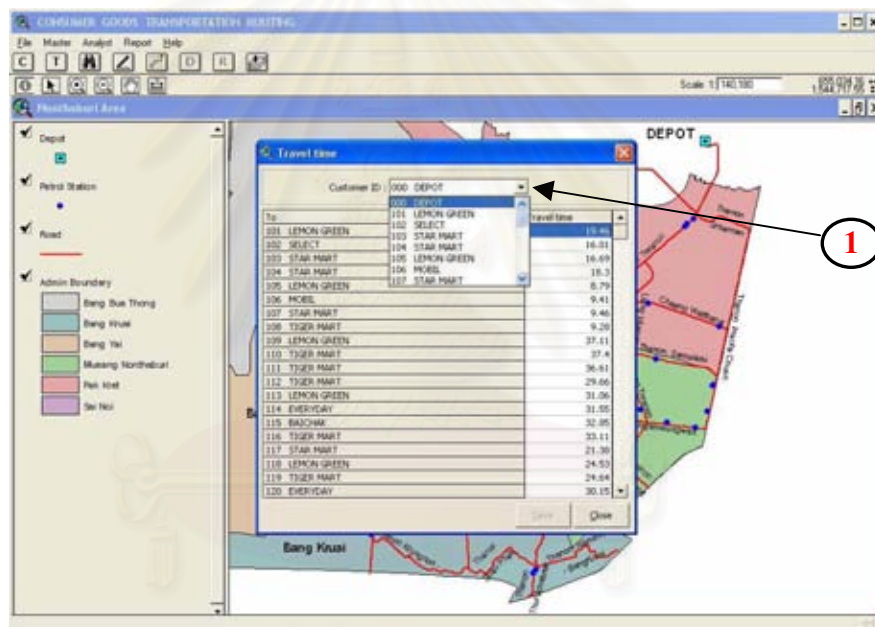 CONSUMER GOODS TRANSPORTATION ROUTING
File Master Analyst Report Help
C T D R
Scale 1: 140,180
Nonthaburi Area
Depot
Petrol Station
Road
Admin Boundary
Bang Bua Thong
Bang Kruai
Bang Yai
Mueang Nonthaburi
Pak Kret
Sai Noi
DEPOT
Travel time
Customer ID : 000 DEPOT
000 DEPOT
101 LEMON GREEN
102 SELECT
103 STAR MART
104 STAR MART
105 LEMON GREEN
106 MOBIL
107 STAR MART
To Travel time
101 LEMON GREEN 19.46
102 SELECT 16.01
103 STAR MART 16.69
104 STAR MART 18.3
105 LEMON GREEN 8.79
106 MOBIL 9.41
107 STAR MART 9.46
108 TIGER MART 9.28
109 LEMON GREEN 37.11
110 TIGER MART 37.4
111 TIGER MART 36.61
112 TIGER MART 29.66
113 LEMON GREEN 31.06
114 EVERYDAY 31.55
115 BAICHAK 32.05
116 TIGER MART 33.11
117 STAR MART 21.38
118 LEMON GREEN 24.53
119 TIGER MART 24.64
120 EVERYDAY 30.15
Save Close
1
Bang Kruai